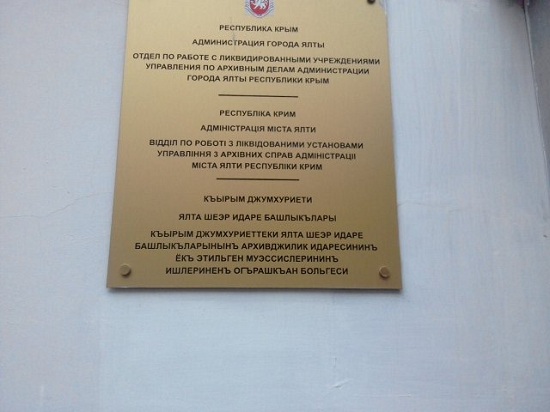 РЕСПУБЛИКА КРЫМ
АДМИНИСТРАЦИЯ ГОРОДА ЯЛТЫ
ОТДЕЛ ПО РАБОТЕ С ЛИКВИДИРОВАННЫМИ УЧРЕЖДЕНИЯМИ
УПРАВЛЕНИЯ ПО АРХИВНЫМ ДЕЛАМ АДМИНИСТРАЦИИ
ГОРОДА ЯЛТЫ РЕСПУБЛИКИ КРЫМ
РЕСПУБЛІКА КРИМ
АДМІНІСТРАЦІЯ МІСТА ЯЛТИ
ВІДДІЛ ПО РОБОТІ З ЛІКВІДОВАНИМИ УСТАНОВАМИ
УПРАВЛІННЯ З АРХІВНИХ СПРАВ АДМІНІСТРАЦІЇ
МІСТА ЯЛТИ РЕСПУБЛІКИ КРИМ
КЪЫРЫМ ДЖУМХУРИЕТИ
ЯЛТА ШЕЭР ИДАРЕ БАШЛЫКЪЛАРЫ
КЪЫРЫМ ДЖУМХУРИЕТТЕКИ ЯЛТА ШЕЭР ИДАРЕ
БАШЛЫКЪЛАРЫНЫНЪ АРХИВДЖИЛИК ИДАРЕСИНИНЪ
ЁКЪ ЭТИЛЬГЕН МУЭССИСЛЕРИНИНЪ
ИШЛЕРИНЕН ОГЪРАШКЪАН БОЛЬГЕСИ